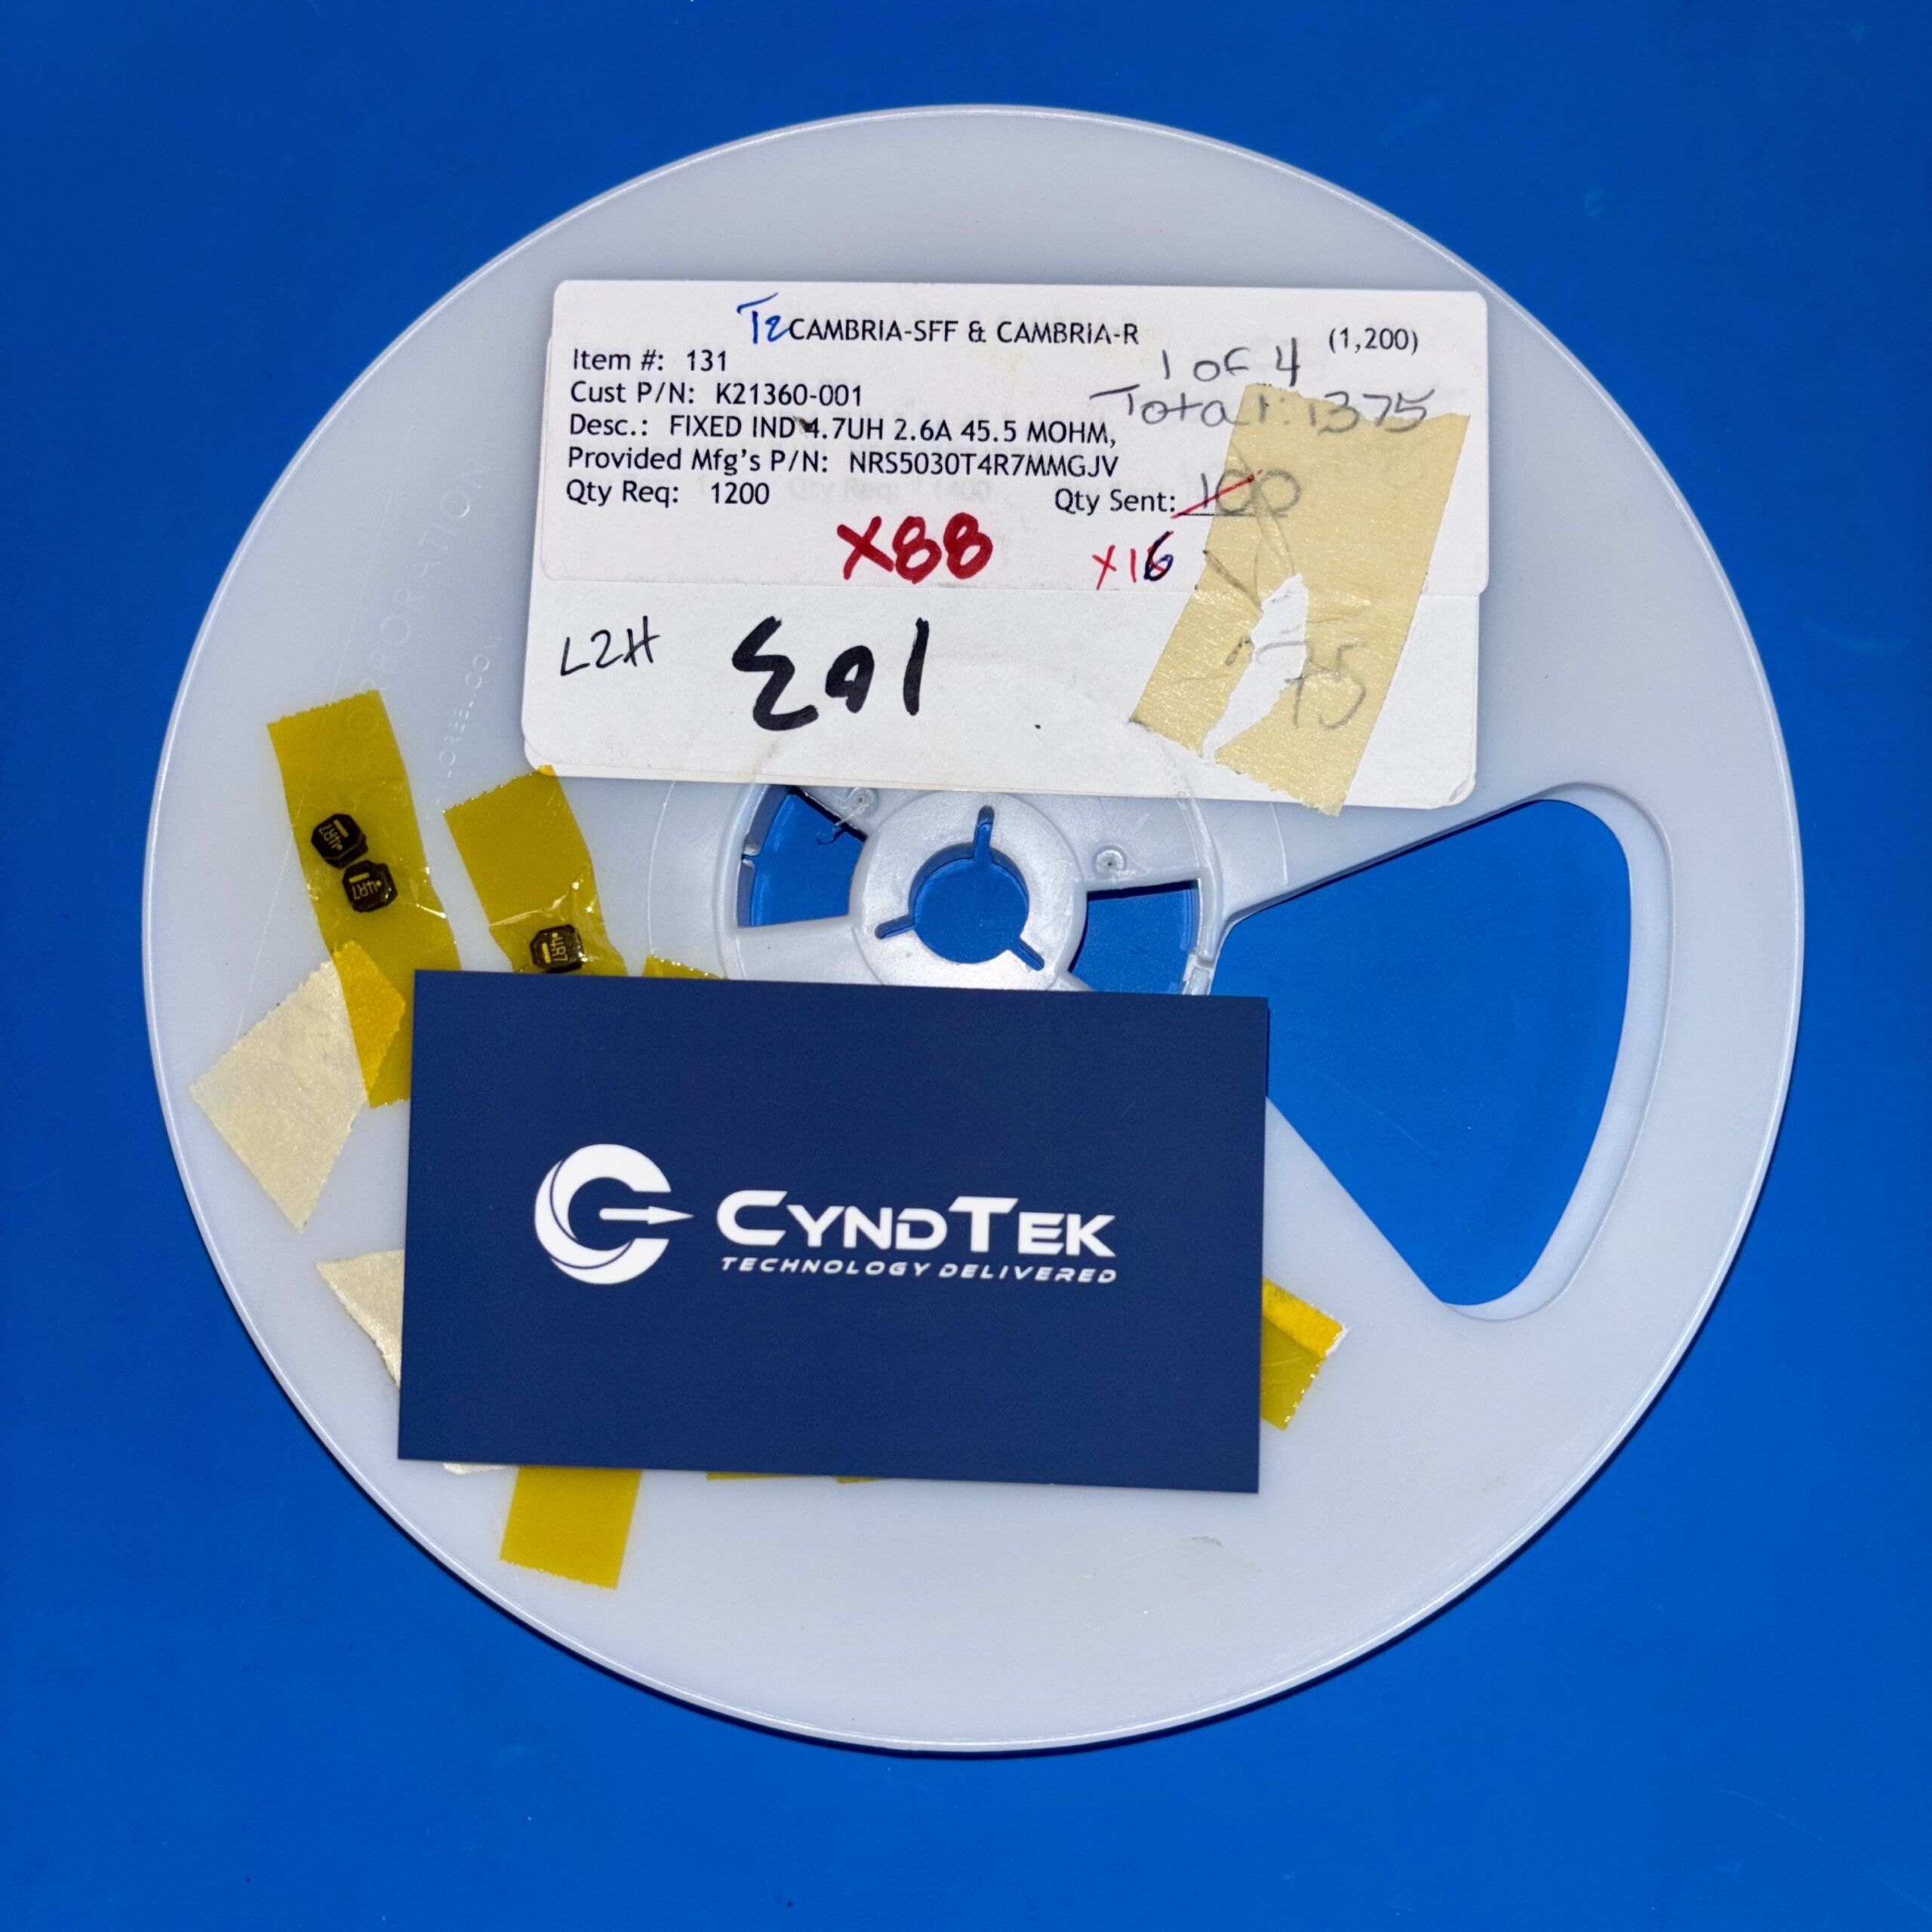 T2 CAMBRIA-SFF & CAMBRIA-R (1,200)
Item #: 131 1 of 4
Cust P/N: K21360-001 Total: 1375
Desc.: FIXED IND 4.7UH 2.6A 45.5 MOHM,
Provided Mfg's P/N: NRS5030T4R7MMGJV
Qty Req: 1200 Qty Sent: 100
X88 X16
L2H
75
CORPORATION
4R7
4R7
4R7
CYNDTEK
TECHNOLOGY DELIVERED